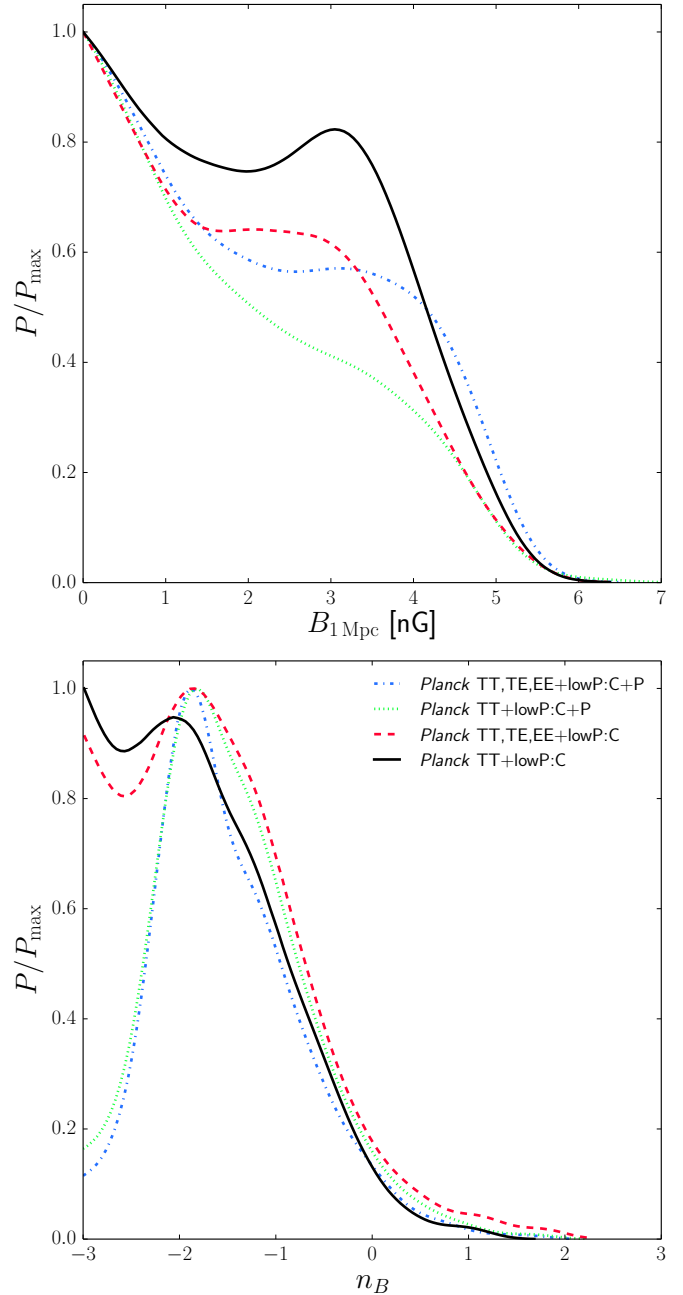 1.0
0.8
0.6
0.4
0.2
0.0
P/P_max
0 1 2 3 4 5 6 7
B_{1 Mpc} [nG]
1.0
0.8
0.6
0.4
0.2
0.0
P/P_max
Planck TT,TE,EE+lowP:C+P
Planck TT+lowP:C+P
Planck TT,TE,EE+lowP:C
Planck TT+lowP:C
−3 −2 −1 0 1 2 3
n_B